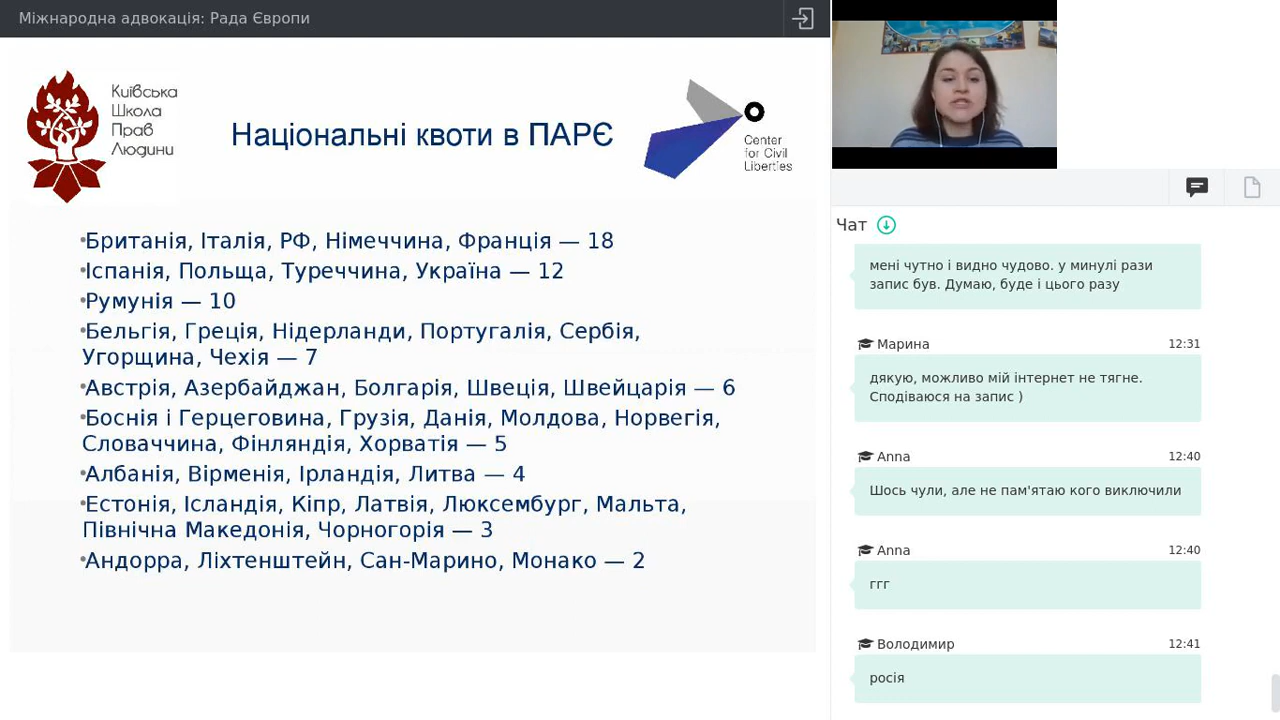 Міжнародна адвокація: Рада Європи
Київська
Школа
Прав
Людини
Національні квоти в ПАРЄ
Center
for Civil
Liberties
•Британія, Італія, РФ, Німеччина, Франція — 18
•Іспанія, Польща, Туреччина, Україна — 12
•Румунія — 10
•Бельгія, Греція, Нідерланди, Португалія, Сербія,
Угорщина, Чехія — 7
•Австрія, Азербайджан, Болгарія, Швеція, Швейцарія — 6
•Боснія і Герцеговина, Грузія, Данія, Молдова, Норвегія,
Словаччина, Фінляндія, Хорватія — 5
•Албанія, Вірменія, Ірландія, Литва — 4
•Естонія, Ісландія, Кіпр, Латвія, Люксембург, Мальта,
Північна Македонія, Чорногорія — 3
•Андорра, Ліхтенштейн, Сан-Марино, Монако — 2
Чат
мені чутно і видно чудово. у минулі рази
запис був. Думаю, буде і цього разу
Марина 12:31
дякую, можливо мій інтернет не тягне.
Сподіваюся на запис )
Anna 12:40
Шось чули, але не пам'ятаю кого виключили
Anna 12:40
ггг
Володимир 12:41
росія